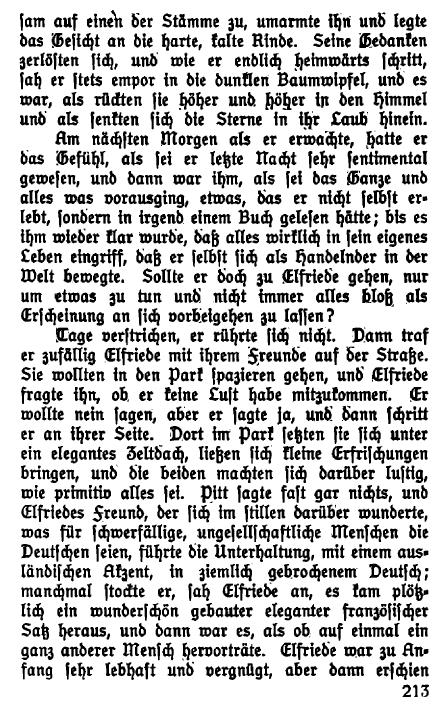 sam auf einen der Stämme zu, umarmte ihn und legte
das Gesicht an die harte, kalte Rinde. Seine Gedanken
zerlösten sich, und wie er endlich heimwärts schritt,
sah er stets empor in die dunklen Baumwipfel, und es
war, als rückten sie höher und höher in den Himmel
und als senkten sich die Sterne in ihr Laub hinein.
Am nächsten Morgen als er erwachte, hatte er
das Gefühl, als sei er letzte Nacht sehr sentimental
gewesen, und dann war ihm, als sei das Ganze und
alles was vorausging, etwas, das er nicht selbst er-
lebt, sondern in irgend einem Buch gelesen hätte; bis es
ihm wieder klar wurde, daß alles wirklich in sein eigenes
Leben eingriff, daß er selbst sich als Handelnder in der
Welt bewegte. Sollte er doch zu Elfriede gehen, nur
um etwas zu tun und nicht immer alles bloß als
Erscheinung an sich vorbeigehen zu lassen?
Tage verstrichen, er rührte sich nicht. Dann traf
er zufällig Elfriede mit ihrem Freunde auf der Straße.
Sie wollten in den Park spazieren gehen, und Elfriede
fragte ihn, ob er keine Lust habe mitzukommen. Er
wollte nein sagen, aber er sagte ja, und dann schritt
er an ihrer Seite. Dort im Park setzten sie sich unter
ein elegantes Zeltdach, ließen sich kleine Erfrischungen
bringen, und die beiden machten sich darüber lustig,
wie primitiv alles sei. Pitt sagte fast gar nichts, und
Elfriedes Freund, der sich im stillen darüber wunderte,
was für schwerfällige, ungesellschaftliche Menschen die
Deutschen seien, führte die Unterhaltung, mit einem aus-
ländischen Akzent, in ziemlich gebrochenem Deutsch;
manchmal stockte er, sah Elfriede an, es kam plötz-
lich ein wunderschön gebauter eleganter französischer
Satz heraus, und dann war es, als ob auf einmal ein
ganz anderer Mensch hervorträte. Elfriede war zu An-
fang sehr lebhaft und vergnügt, aber dann erschien
213